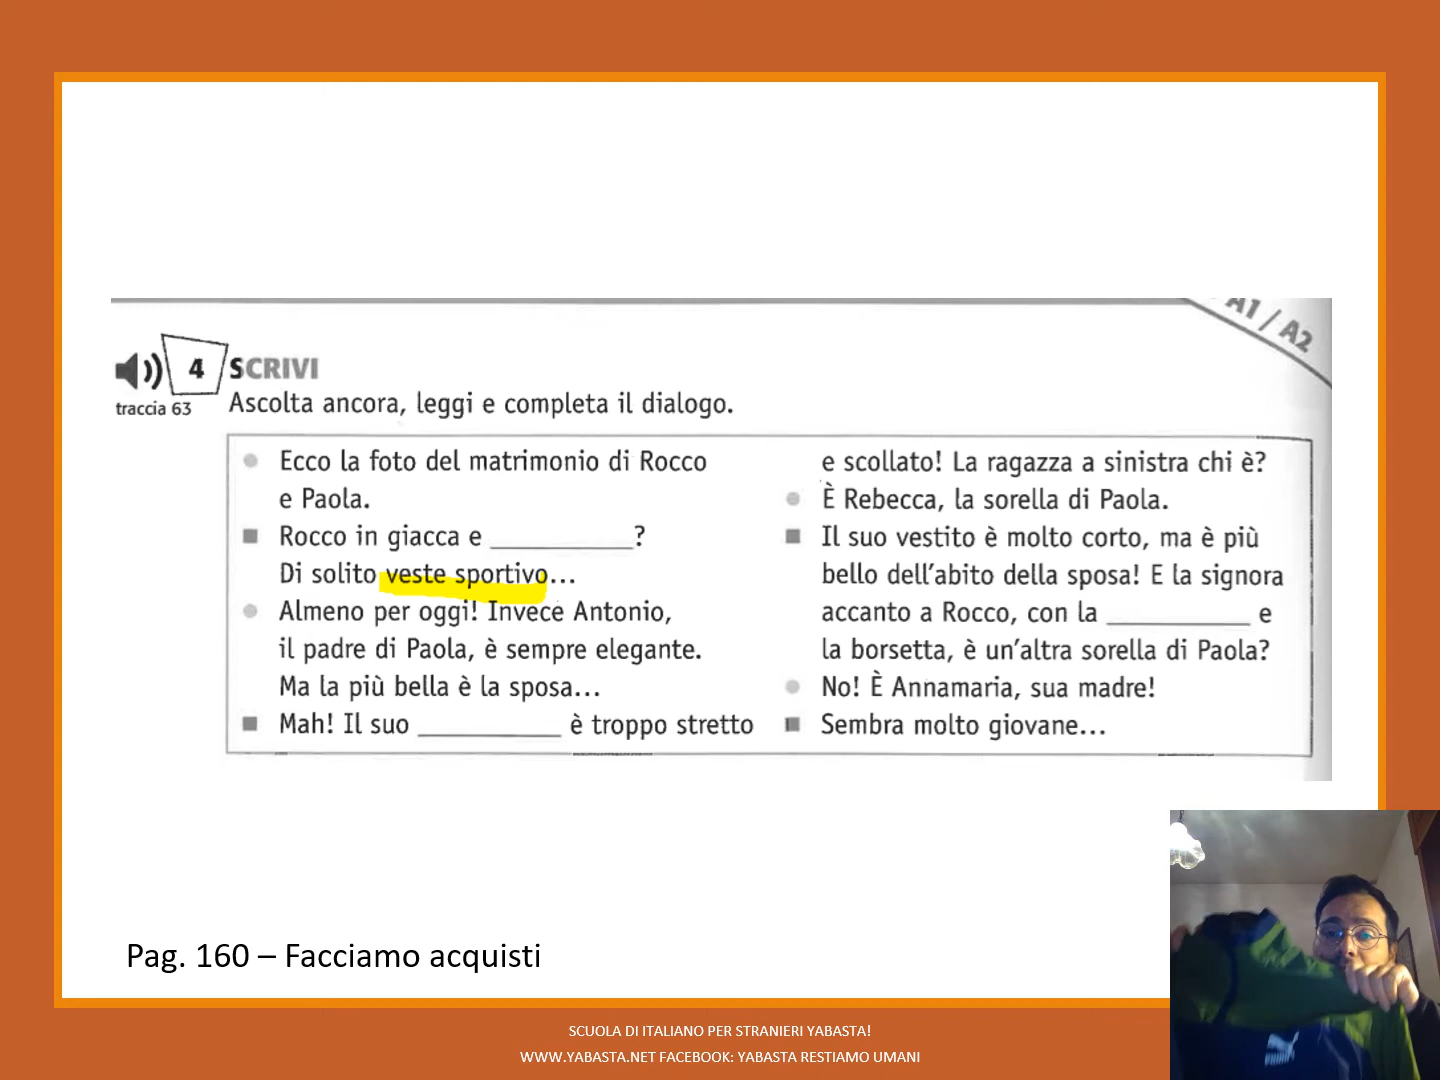 A1 / A2
4 SCRIVI
traccia 63
Ascolta ancora, leggi e completa il dialogo.
Ecco la foto del matrimonio di Rocco
e Paola.
Rocco in giacca e __________?
Di solito veste sportivo...
Almeno per oggi! Invece Antonio,
il padre di Paola, è sempre elegante.
Ma la più bella è la sposa...
Mah! Il suo __________ è troppo stretto
e scollato! La ragazza a sinistra chi è?
È Rebecca, la sorella di Paola.
Il suo vestito è molto corto, ma è più
bello dell'abito della sposa! E la signora
accanto a Rocco, con la __________ e
la borsetta, è un'altra sorella di Paola?
No! È Annamaria, sua madre!
Sembra molto giovane...
Pag. 160 – Facciamo acquisti
SCUOLA DI ITALIANO PER STRANIERI YABASTA!
WWW.YABASTA.NET FACEBOOK: YABASTA RESTIAMO UMANI